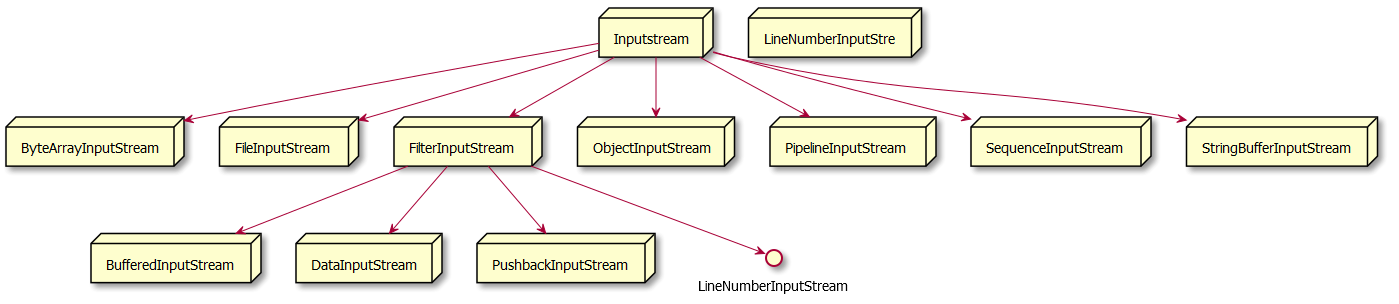 Inputstream
LineNumberInputStre
ByteArrayInputStream
FileInputStream
FilterInputStream
ObjectInputStream
PipelineInputStream
SequenceInputStream
StringBufferInputStream
BufferedInputStream
DataInputStream
PushbackInputStream
LineNumberInputStream